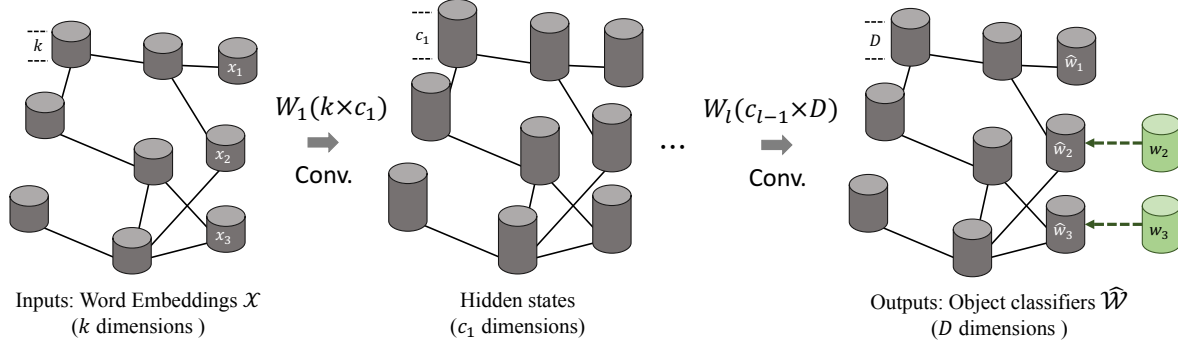 k
x₁
x₂
x₃
W₁(k×c₁)
Conv.
Inputs: Word Embeddings 𝒳
(k dimensions )
c₁
Hidden states
(c₁ dimensions)
...
Wₗ(cₗ₋₁×D)
Conv.
D
ŵ₁
ŵ₂
w₂
ŵ₃
w₃
Outputs: Object classifiers 𝒲̂
(D dimensions )